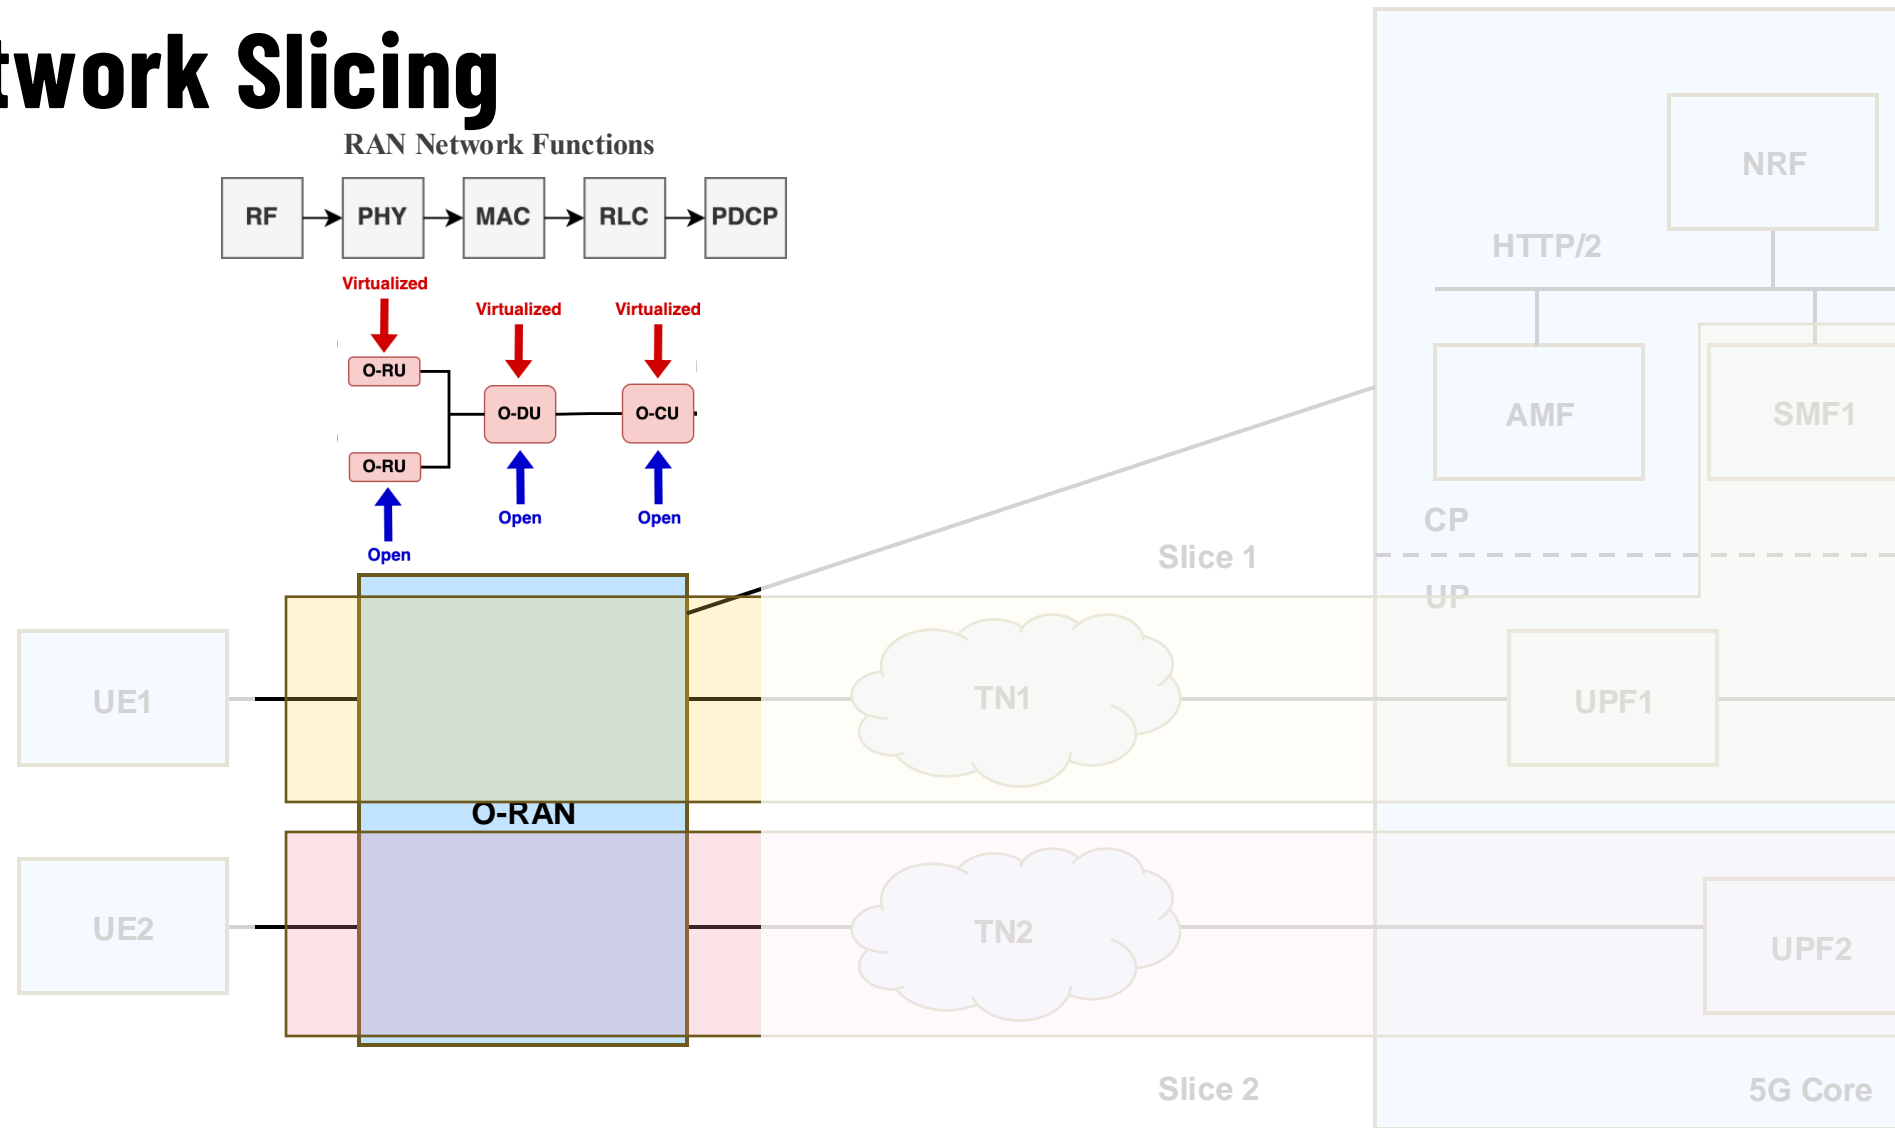 twork Slicing
RAN Network Functions
RF PHY MAC RLC PDCP
Virtualized
Virtualized Virtualized
O-RU
O-DU O-CU
O-RU
Open Open
Open
NRF
HTTP/2
AMF SMF1
CP
Slice 1
UP
UE1 TN1 UPF1
O-RAN
UE2 TN2 UPF2
Slice 2 5G Core